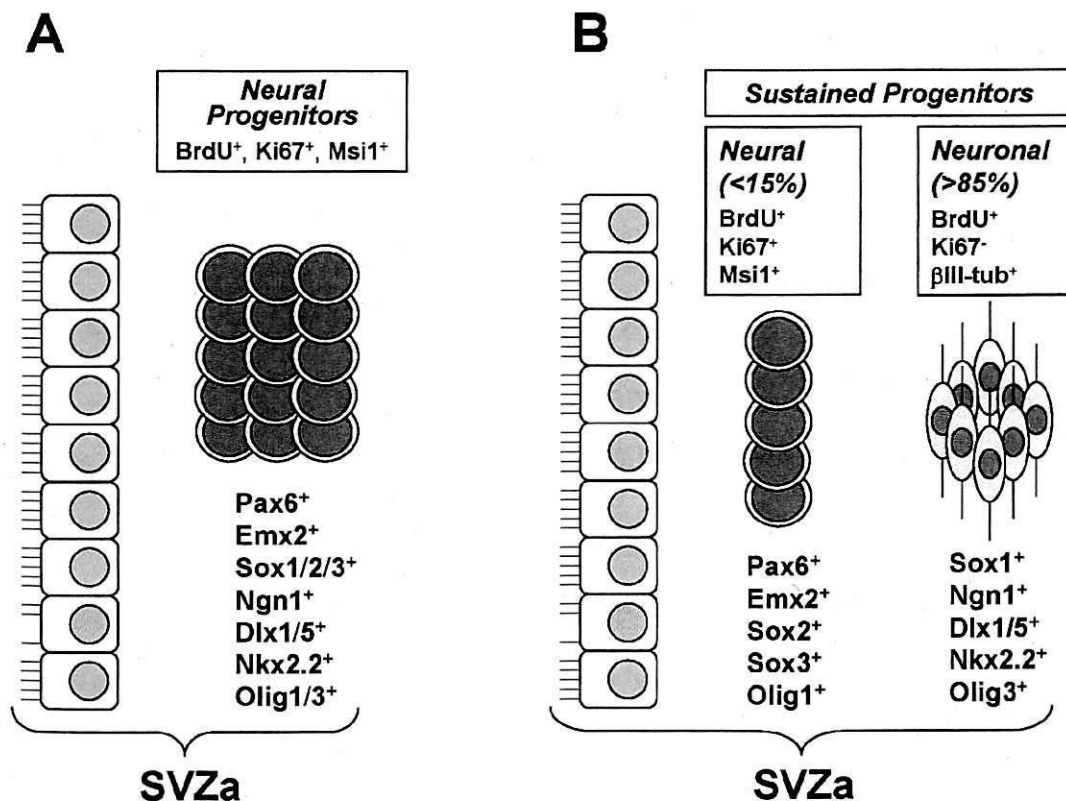 A
Neural
Progenitors
BrdU⁺, Ki67⁺, Msi1⁺
Pax6⁺
Emx2⁺
Sox1/2/3⁺
Ngn1⁺
Dlx1/5⁺
Nkx2.2⁺
Olig1/3⁺
SVZa
B
Sustained Progenitors
Neural
(<15%)
BrdU⁺
Ki67⁺
Msi1⁺
Neuronal
(>85%)
BrdU⁺
Ki67⁻
βIII-tub⁺
Pax6⁺
Emx2⁺
Sox2⁺
Sox3⁺
Olig1⁺
Sox1⁺
Ngn1⁺
Dlx1/5⁺
Nkx2.2⁺
Olig3⁺
SVZa